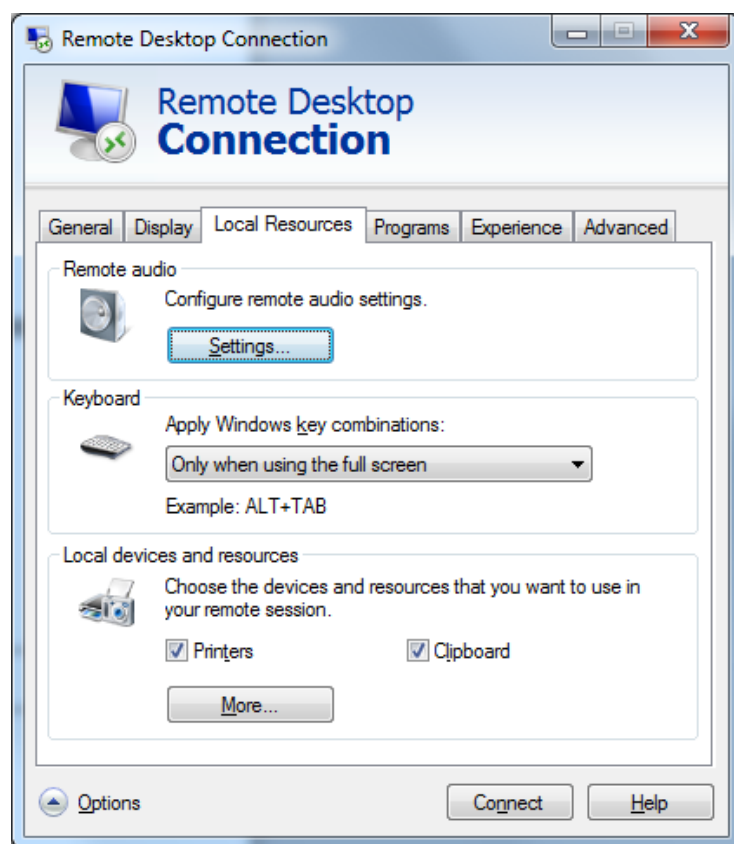 Remote Desktop Connection
Remote Desktop
Connection
General Display Local Resources Programs Experience Advanced
Remote audio
Configure remote audio settings.
Settings...
Keyboard
Apply Windows key combinations:
Only when using the full screen
Example: ALT+TAB
Local devices and resources
Choose the devices and resources that you want to use in
your remote session.
Printers Clipboard
More...
Options Connect Help